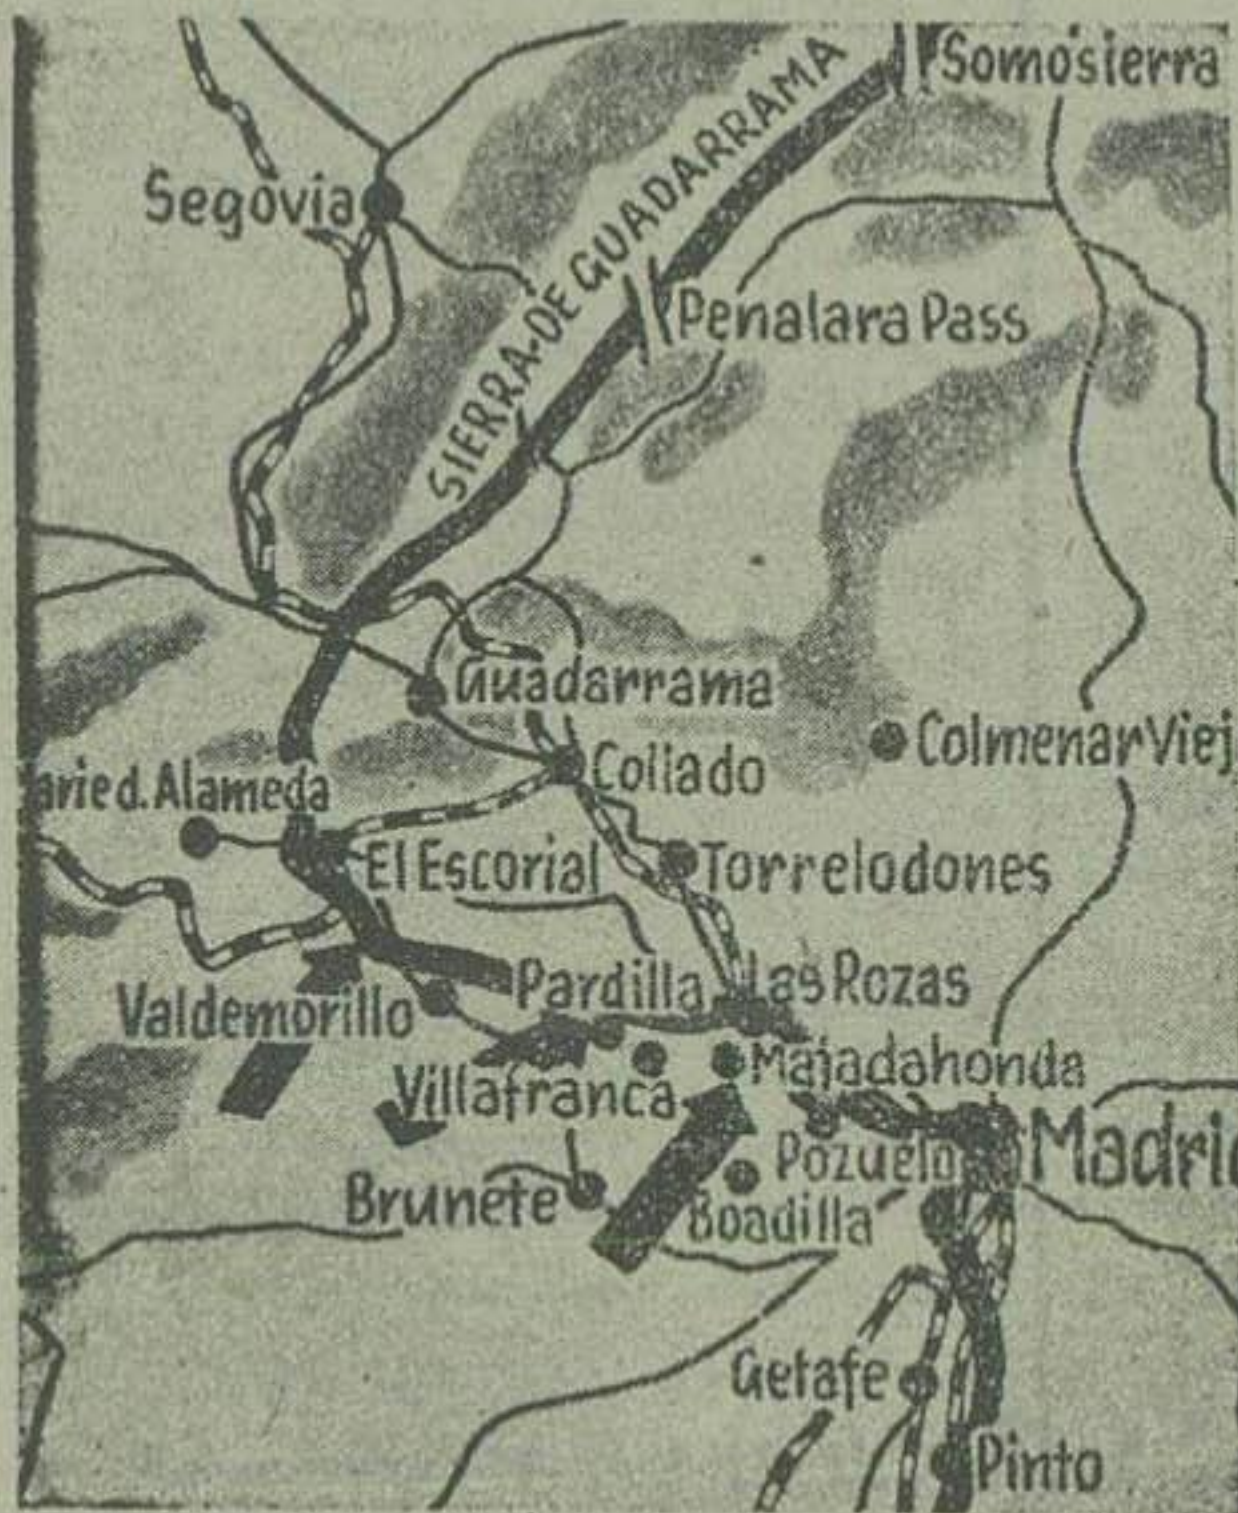 Somosierra
SIERRA-DE GUADARRAMA
Segovia
Penalara Pass
Guadarrama
Colmenar Viej
Collado
arie d. Alameda
El Escorial
Torrelodones
Pardilla
Las Rozas
Valdemorillo
Majadahonda
Villafranca
Madri
Pozuelo
Brunete
Boadilla
Getafe
Pinto